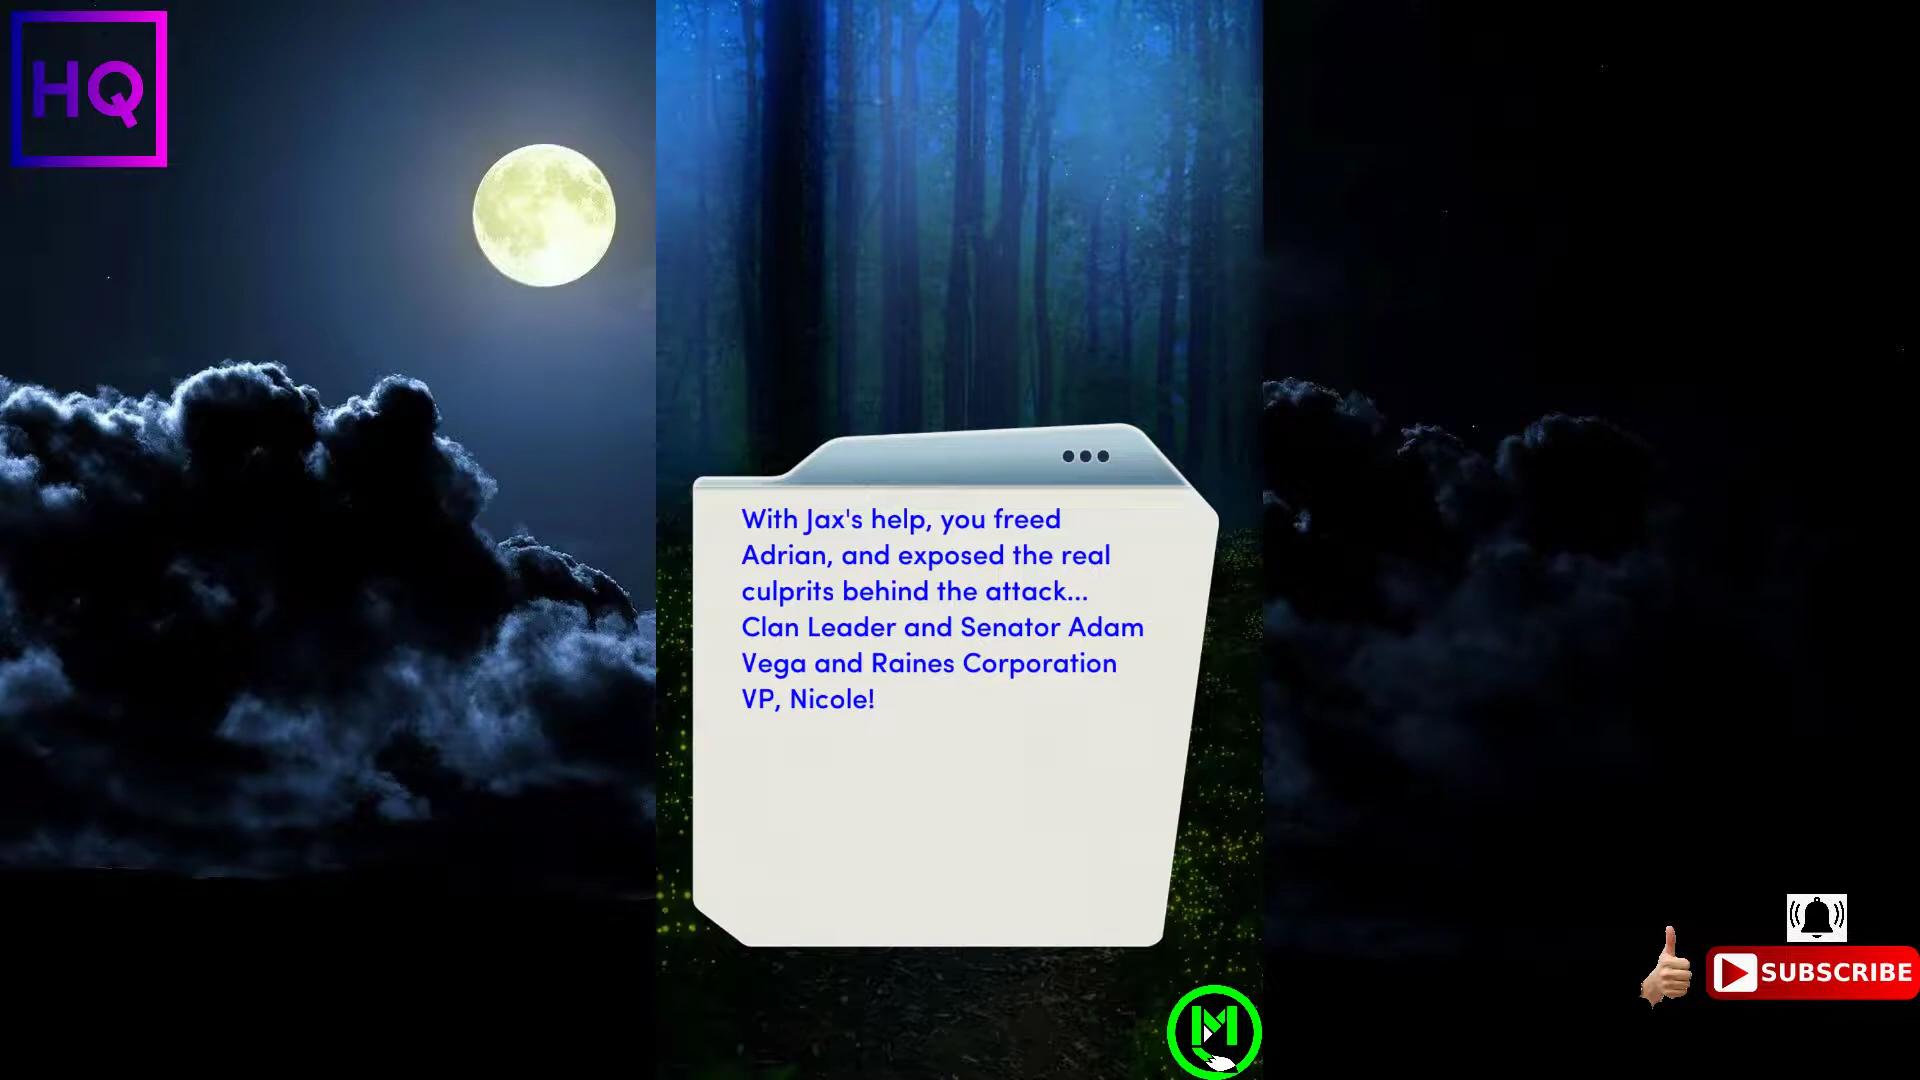 HQ
With Jax's help, you freed
Adrian, and exposed the real
culprits behind the attack...
Clan Leader and Senator Adam
Vega and Raines Corporation
VP, Nicole!
SUBSCRIBE
M